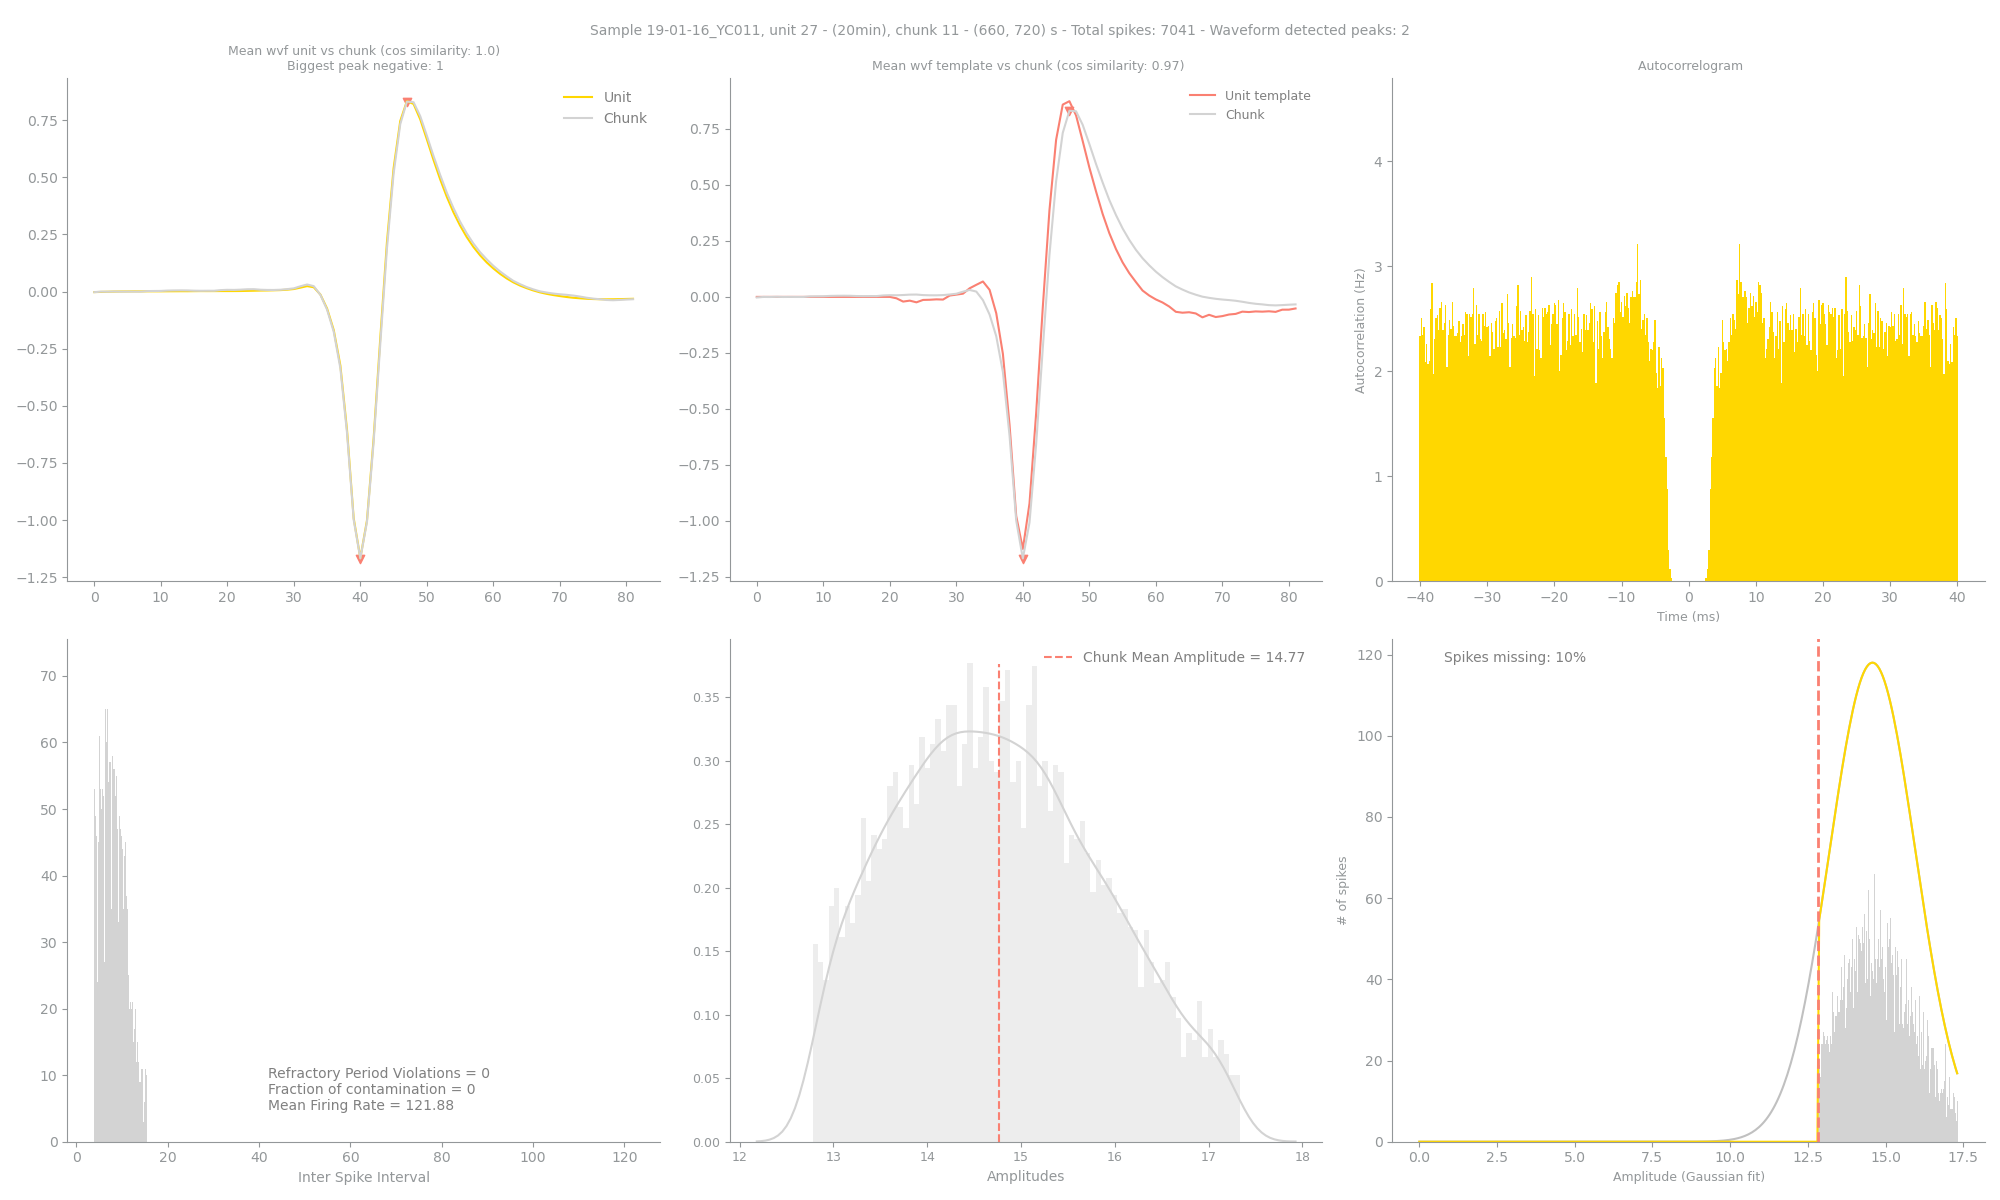 Sample 19-01-16_YC011, unit 27 - (20min), chunk 11 - (660, 720) s - Total spikes: 7041 - Waveform detected peaks: 2
Mean wvf unit vs chunk (cos similarity: 1.0)
Biggest peak negative: 1
Unit
Chunk
0.75
0.50
0.25
0.00
−0.25
−0.50
−0.75
−1.00
−1.25
0 10 20 30 40 50 60 70 80
Mean wvf template vs chunk (cos similarity: 0.97)
Unit template
Chunk
0.75
0.50
0.25
0.00
−0.25
−0.50
−0.75
−1.00
−1.25
0 10 20 30 40 50 60 70 80
Autocorrelogram
Autocorrelation (Hz)
4
3
2
1
0
−40 −30 −20 −10 0 10 20 30 40
Time (ms)
70
60
50
40
30
20
10
0
Refractory Period Violations = 0
Fraction of contamination = 0
Mean Firing Rate = 121.88
0 20 40 60 80 100 120
Inter Spike Interval
Chunk Mean Amplitude = 14.77
0.35
0.30
0.25
0.20
0.15
0.10
0.05
0.00
12 13 14 15 16 17 18
Amplitudes
Spikes missing: 10%
# of spikes
120
100
80
60
40
20
0
0.0 2.5 5.0 7.5 10.0 12.5 15.0 17.5
Amplitude (Gaussian fit)